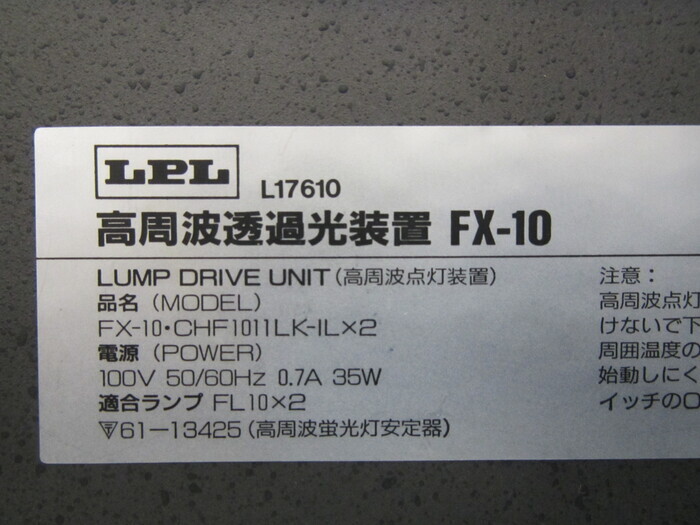 LPL L17610
高周波透過光装置 FX-10
LUMP DRIVE UNIT (高周波点灯装置)
品名 (MODEL)
FX-10・CHF1011LK-IL×2
電源 (POWER)
100V 50/60Hz 0.7A 35W
適合ランプ FL10×2
61-13425 (高周波蛍光灯安定器)
注意：
高周波点灯
けないで下
周囲温度の
始動しにく
イッチのO